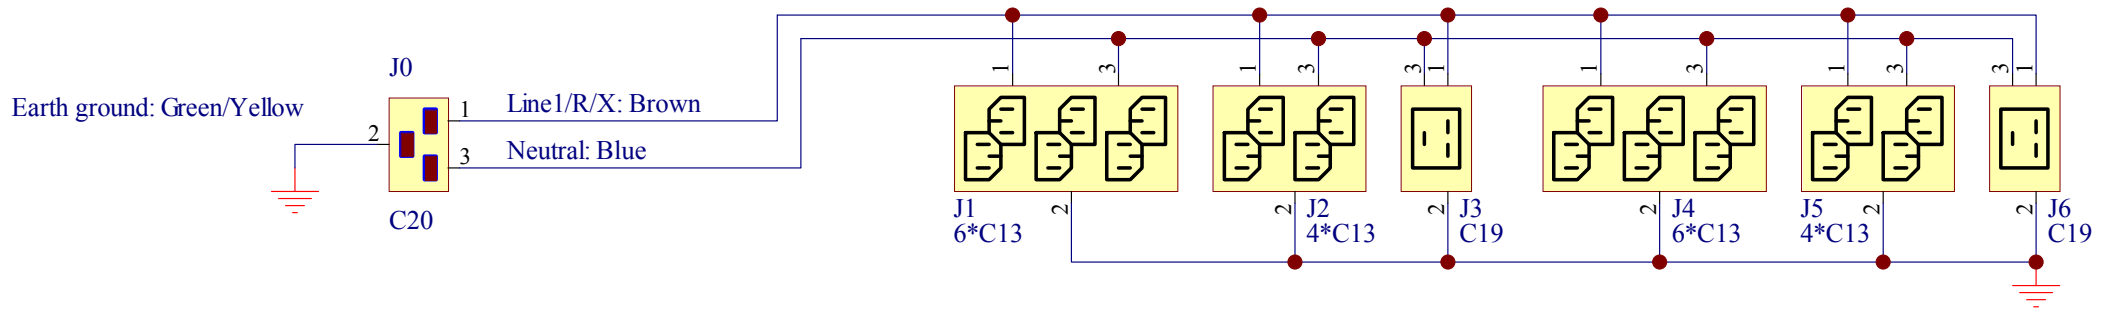 1 3 1 3 3 1 1 3 1 3 3 1
J0
Earth ground: Green/Yellow
1 Line1/R/X: Brown
2
3 Neutral: Blue
C20
J1 2 2 J2 2 J3 2 J4 J5 2 2 J6
6*C13 4*C13 C19 6*C13 4*C13 C19